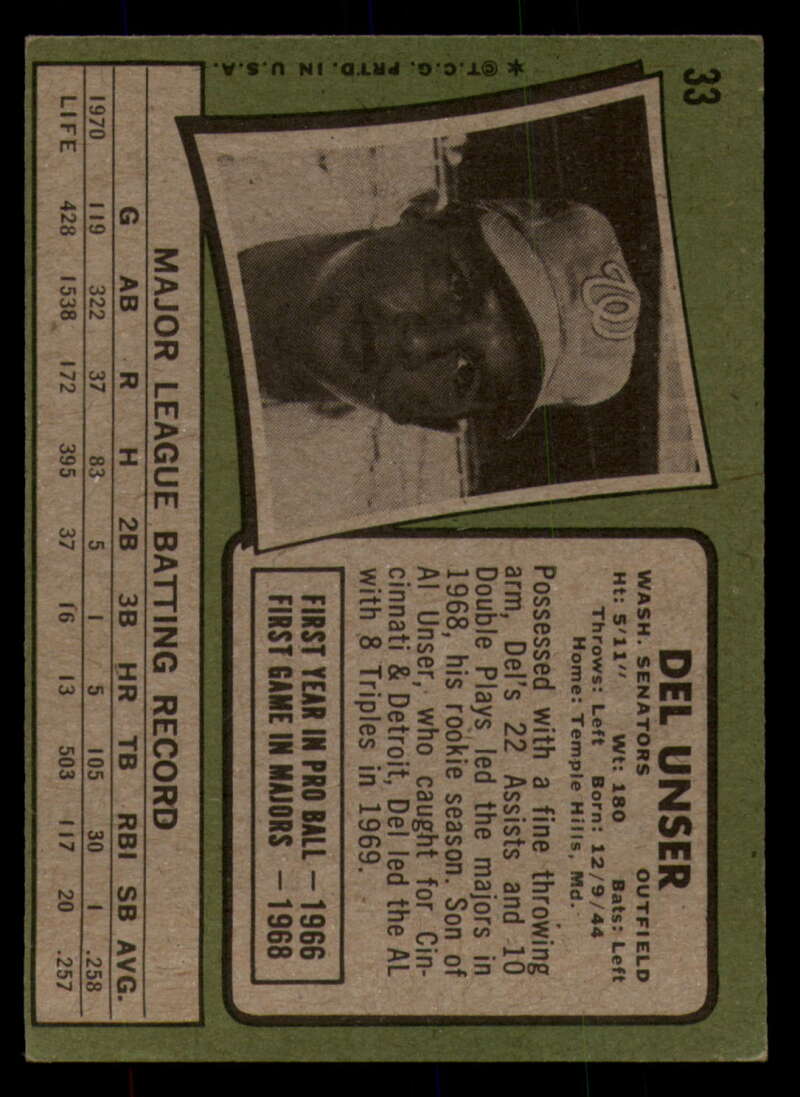 33
✶ ©T.C.G. PRTD. IN U.S.A.
W
DEL UNSER
WASH. SENATORS OUTFIELD
Ht: 5'11" Wt: 180 Bats: Left
Throws: Left Born: 12/9/44
Home: Temple Hills, Md.
Possessed with a fine throwing
arm, Del's 22 Assists and 10
Double Plays led the majors in
1968, his rookie season. Son of
Al Unser, who caught for Cin-
cinnati & Detroit, Del led the AL
with 8 Triples in 1969.
FIRST YEAR IN PRO BALL — 1966
FIRST GAME IN MAJORS — 1968
MAJOR LEAGUE BATTING RECORD
G AB R H 2B 3B HR TB RBI SB AVG.
1970 119 322 37 83 5 1 5 105 30 1 .258
LIFE 428 1538 172 395 37 16 13 503 117 20 .257